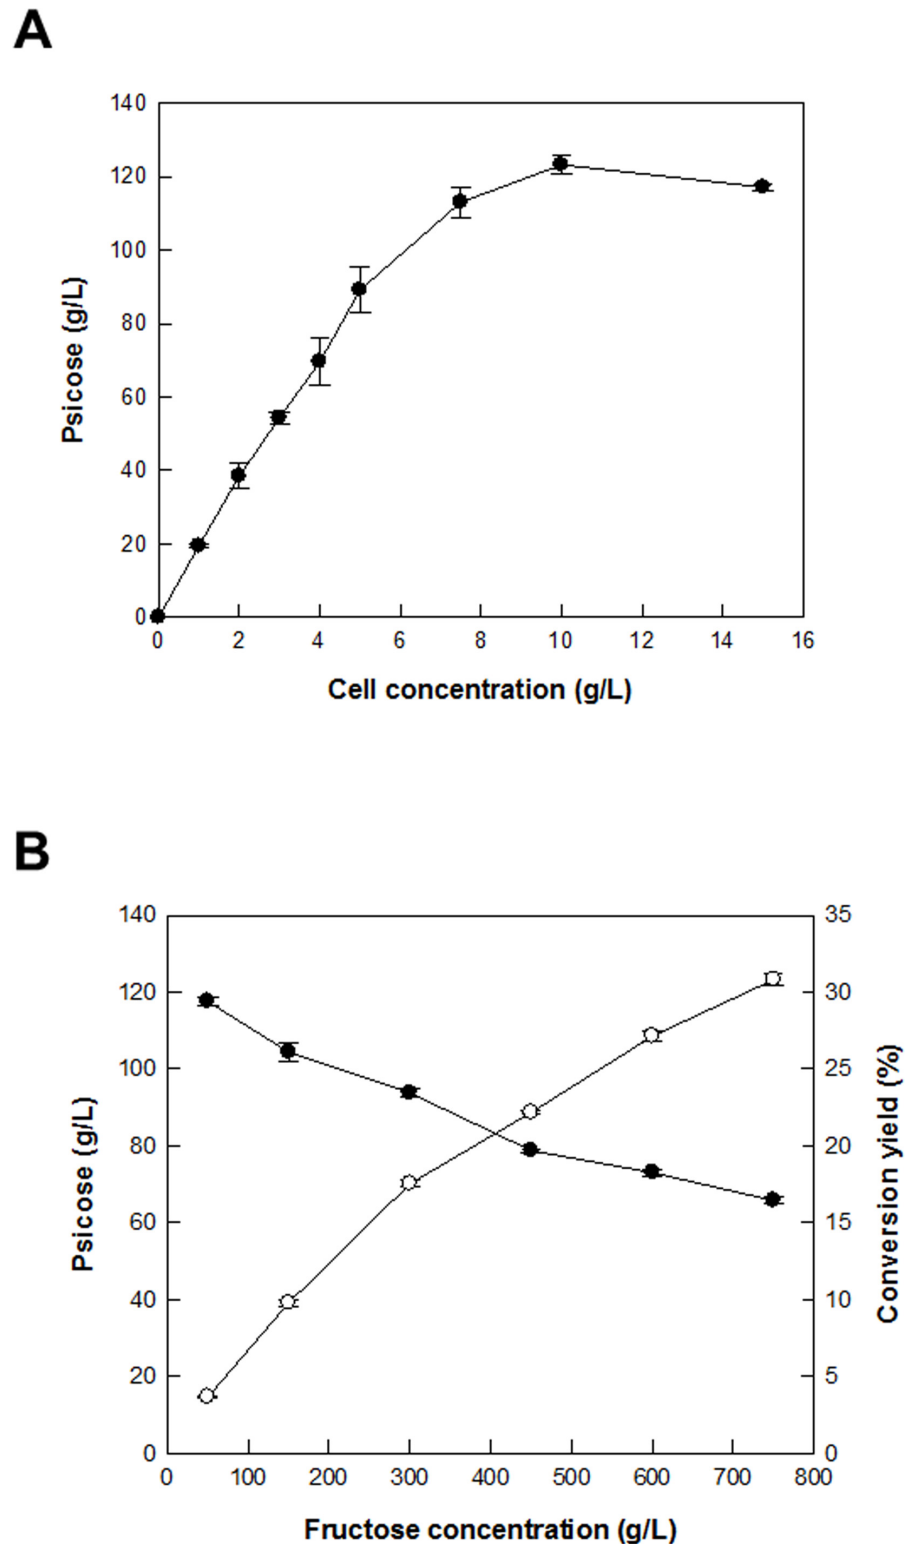 A
140
120
100
80
60
40
20
0
Psicose (g/L)
0 2 4 6 8 10 12 14 16
Cell concentration (g/L)
B
140
120
100
80
60
40
20
0
Psicose (g/L)
35
30
25
20
15
10
5
0
Conversion yield (%)
0 100 200 300 400 500 600 700 800
Fructose concentration (g/L)